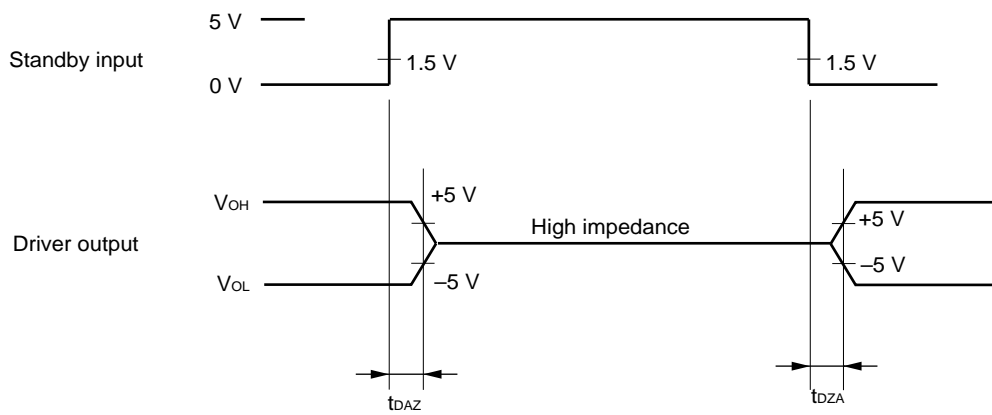 5 V
Standby input
1.5 V
1.5 V
0 V
VOH
+5 V
+5 V
High impedance
Driver output
–5 V
–5 V
VOL
tDAZ
tDZA